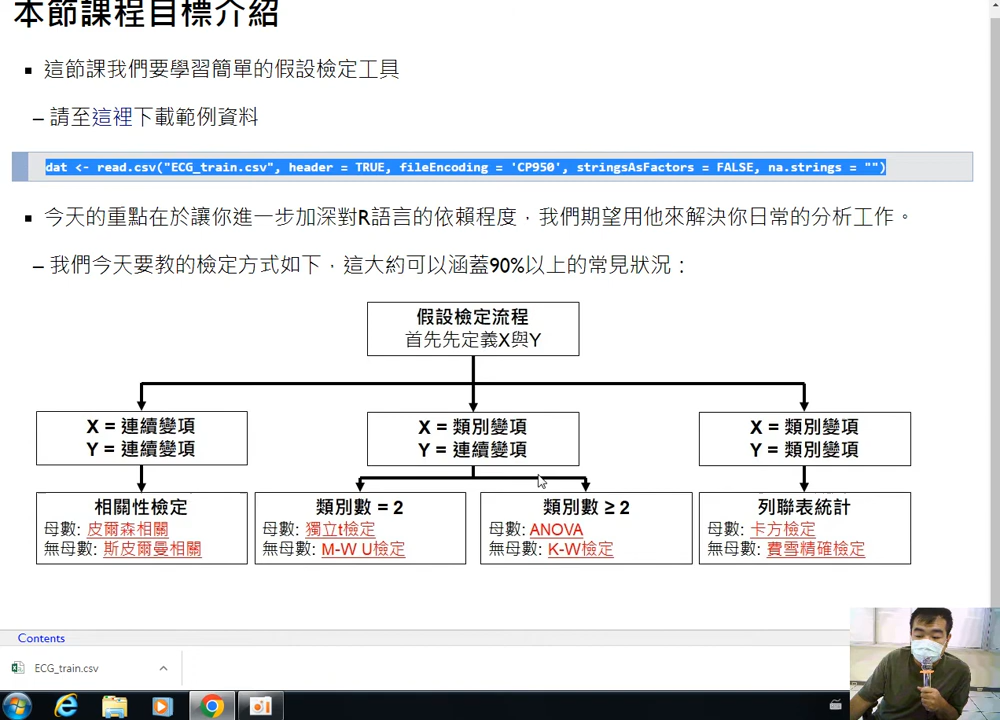 本節課程目標介紹
▪ 這節課我們要學習簡單的假設檢定工具
– 請至這裡下載範例資料
dat <- read.csv("ECG_train.csv", header = TRUE, fileEncoding = 'CP950', stringsAsFactors = FALSE, na.strings = "")
▪ 今天的重點在於讓你進一步加深對R語言的依賴程度，我們期望用他來解決你日常的分析工作。
– 我們今天要教的檢定方式如下，這大約可以涵蓋90%以上的常見狀況：
假設檢定流程
首先先定義X與Y
X = 連續變項
Y = 連續變項
X = 類別變項
Y = 連續變項
X = 類別變項
Y = 類別變項
相關性檢定
母數: 皮爾森相關
無母數: 斯皮爾曼相關
類別數 = 2
母數: 獨立t檢定
無母數: M-W U檢定
類別數 ≥ 2
母數: ANOVA
無母數: K-W檢定
列聯表統計
母數: 卡方檢定
無母數: 費雪精確檢定
Contents
ECG_train.csv